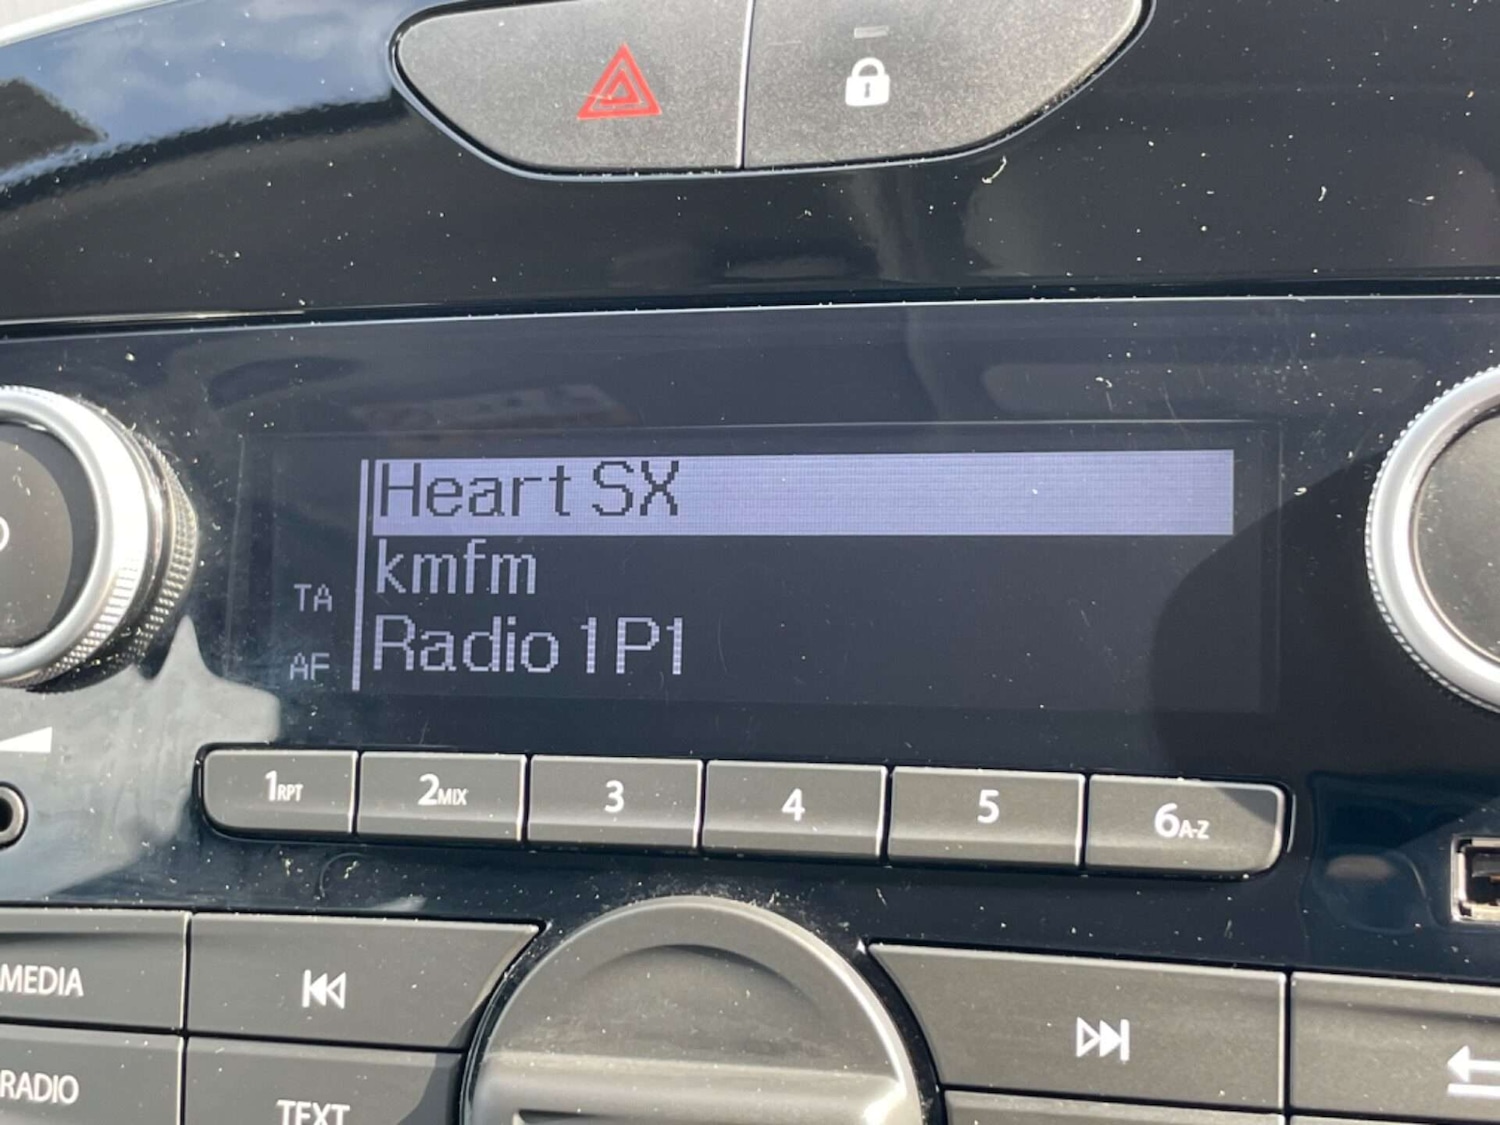 Heart SX
kmfm
TA
Radio 1P1
AF
1RPT
2MIX
3
4
5
6A-Z
MEDIA
RADIO
TEXT